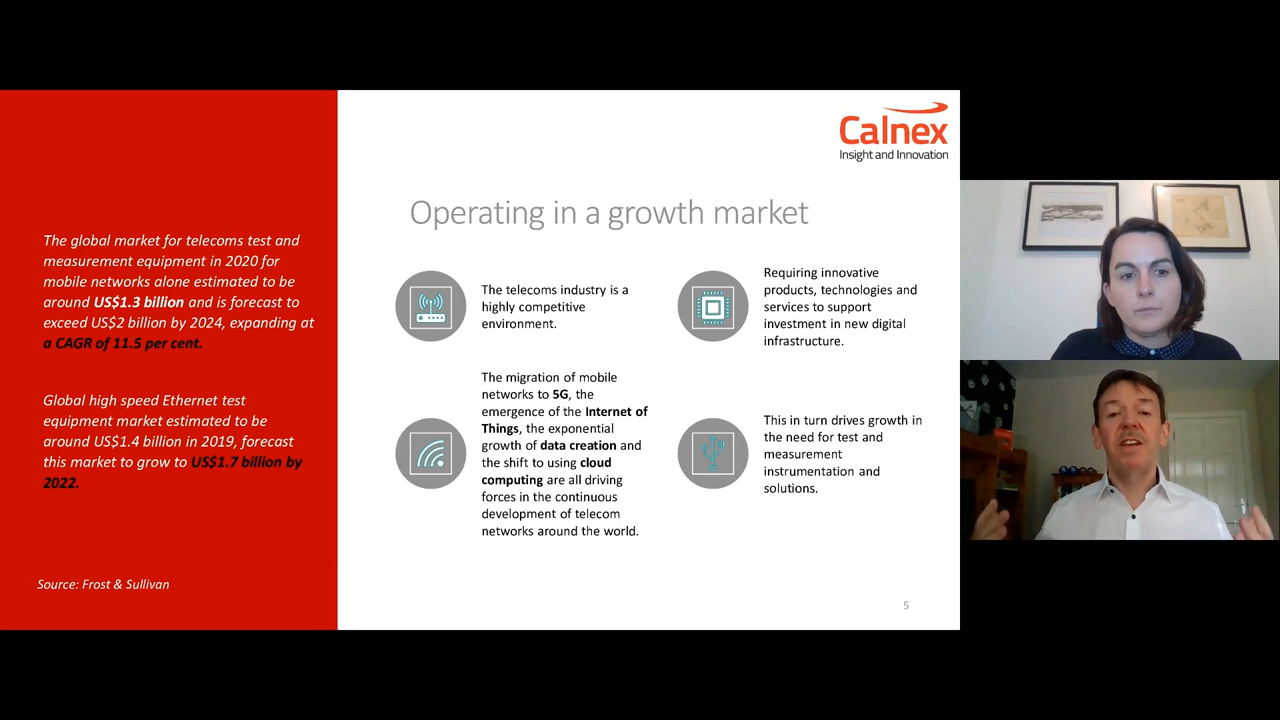 Calnex
Insight and Innovation
Operating in a growth market
The global market for telecoms test and
measurement equipment in 2020 for
mobile networks alone estimated to be
around US$1.3 billion and is forecast to
exceed US$2 billion by 2024, expanding at
a CAGR of 11.5 per cent.
Global high speed Ethernet test
equipment market estimated to be
around US$1.4 billion in 2019, forecast
this market to grow to US$1.7 billion by
2022.
Source: Frost & Sullivan
The telecoms industry is a
highly competitive
environment.
Requiring innovative
products, technologies and
services to support
investment in new digital
infrastructure.
The migration of mobile
networks to 5G, the
emergence of the Internet of
Things, the exponential
growth of data creation and
the shift to using cloud
computing are all driving
forces in the continuous
development of telecom
networks around the world.
This in turn drives growth in
the need for test and
measurement
instrumentation and
solutions.
5